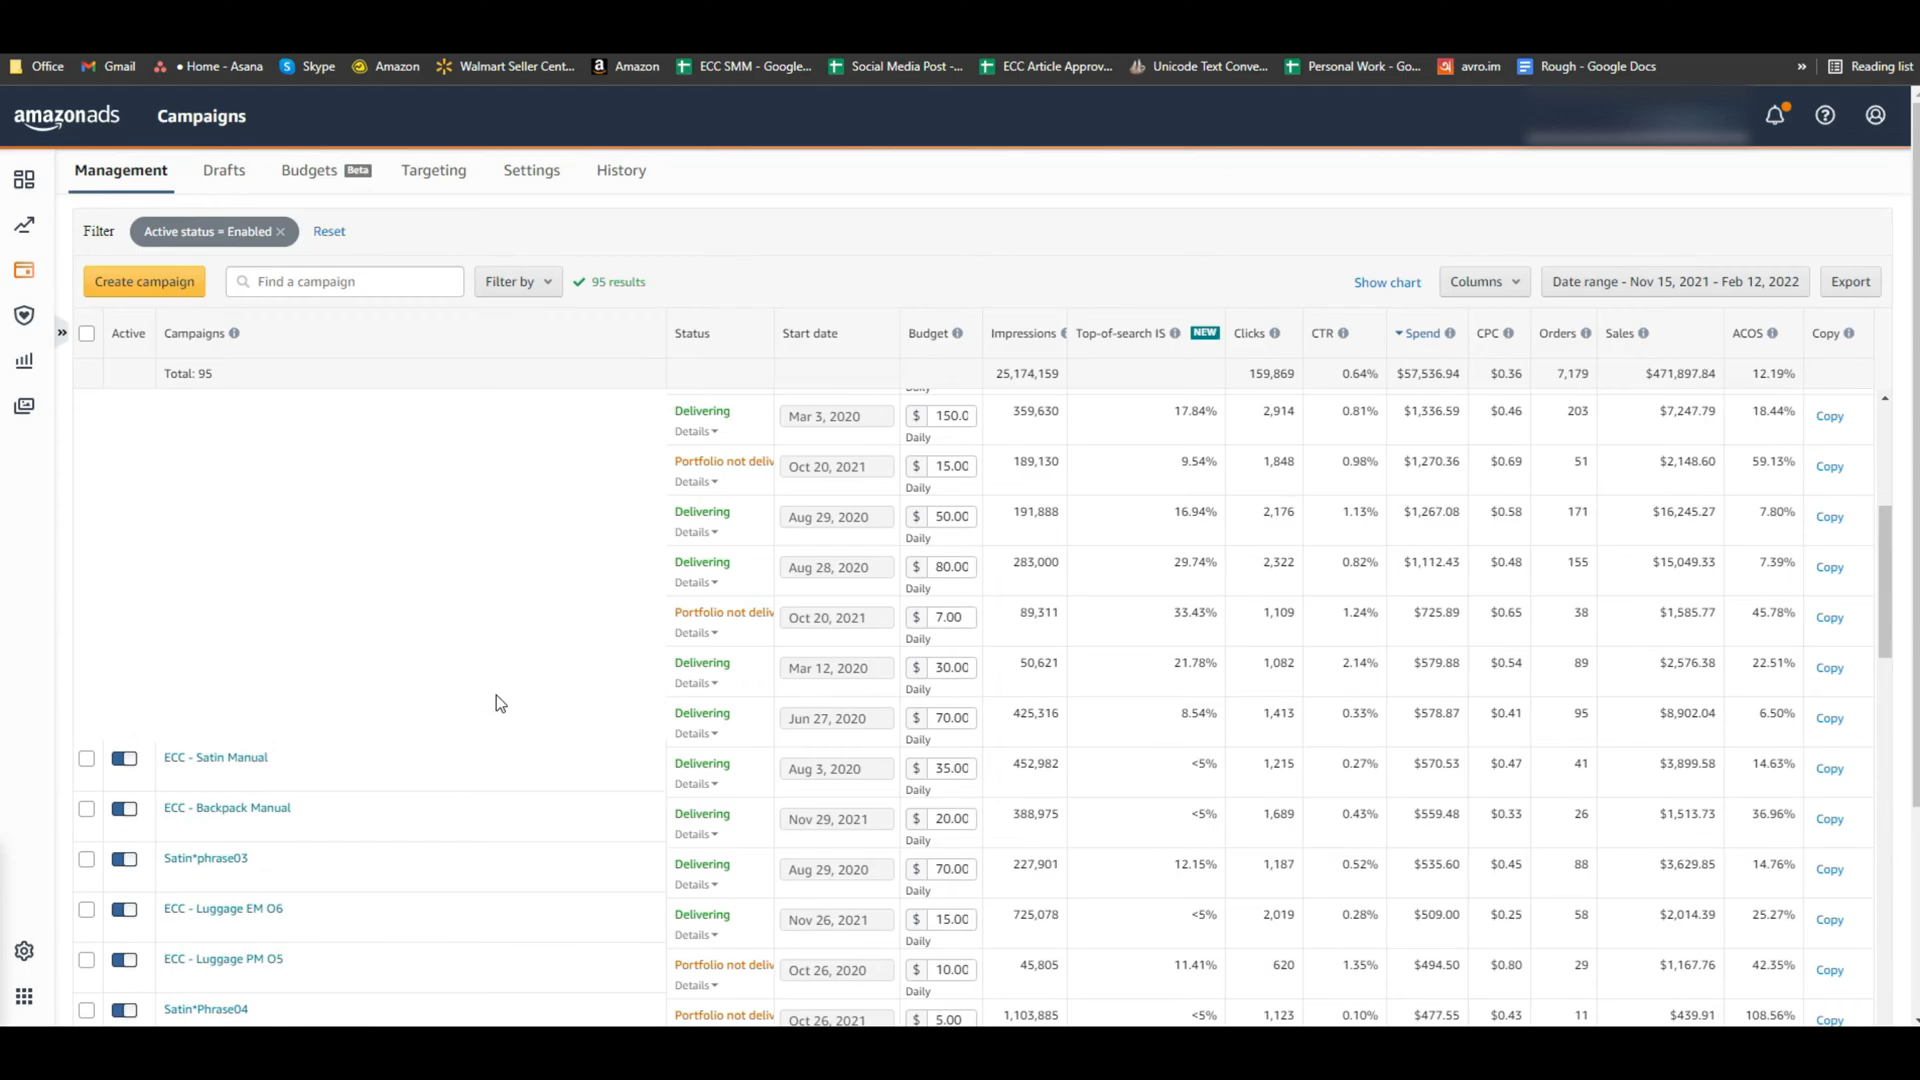 Office Gmail • Home - Asana Skype Amazon Walmart Seller Cent... Amazon ECC SMM - Google... Social Media Post -... ECC Article Approv... Unicode Text Conve... Personal Work - Go... avro.im Rough - Google Docs » Reading list
amazonads Campaigns
Management Drafts Budgets Beta Targeting Settings History
Filter Active status = Enabled × Reset
Create campaign Find a campaign Filter by 95 results Show chart Columns Date range - Nov 15, 2021 - Feb 12, 2022 Export
Active Campaigns Status Start date Budget Impressions Top-of-search IS NEW Clicks CTR Spend CPC Orders Sales ACOS Copy
Total: 95 25,174,159 159,869 0.64% $57,536.94 $0.36 7,179 $471,897.84 12.19%
Delivering Mar 3, 2020 $ 150.0 359,630 17.84% 2,914 0.81% $1,336.59 $0.46 203 $7,247.79 18.44% Copy
Details Daily
Portfolio not deliv Oct 20, 2021 $ 15.00 189,130 9.54% 1,848 0.98% $1,270.36 $0.69 51 $2,148.60 59.13% Copy
Details Daily
Delivering Aug 29, 2020 $ 50.00 191,888 16.94% 2,176 1.13% $1,267.08 $0.58 171 $16,245.27 7.80% Copy
Details Daily
Delivering Aug 28, 2020 $ 80.00 283,000 29.74% 2,322 0.82% $1,112.43 $0.48 155 $15,049.33 7.39% Copy
Details Daily
Portfolio not deliv Oct 20, 2021 $ 7.00 89,311 33.43% 1,109 1.24% $725.89 $0.65 38 $1,585.77 45.78% Copy
Details Daily
Delivering Mar 12, 2020 $ 30.00 50,621 21.78% 1,082 2.14% $579.88 $0.54 89 $2,576.38 22.51% Copy
Details Daily
Delivering Jun 27, 2020 $ 70.00 425,316 8.54% 1,413 0.33% $578.87 $0.41 95 $8,902.04 6.50% Copy
Details Daily
ECC - Satin Manual Delivering Aug 3, 2020 $ 35.00 452,982 <5% 1,215 0.27% $570.53 $0.47 41 $3,899.58 14.63% Copy
Details Daily
ECC - Backpack Manual Delivering Nov 29, 2021 $ 20.00 388,975 <5% 1,689 0.43% $559.48 $0.33 26 $1,513.73 36.96% Copy
Details Daily
Satin*phrase03 Delivering Aug 29, 2020 $ 70.00 227,901 12.15% 1,187 0.52% $535.60 $0.45 88 $3,629.85 14.76% Copy
Details Daily
ECC - Luggage EM O6 Delivering Nov 26, 2021 $ 15.00 725,078 <5% 2,019 0.28% $509.00 $0.25 58 $2,014.39 25.27% Copy
Details Daily
ECC - Luggage PM O5 Portfolio not deliv Oct 26, 2020 $ 10.00 45,805 11.41% 620 1.35% $494.50 $0.80 29 $1,167.76 42.35% Copy
Details Daily
Satin*Phrase04 Portfolio not deliv Oct 26, 2021 $ 5.00 1,103,885 <5% 1,123 0.10% $477.55 $0.43 11 $439.91 108.56% Copy